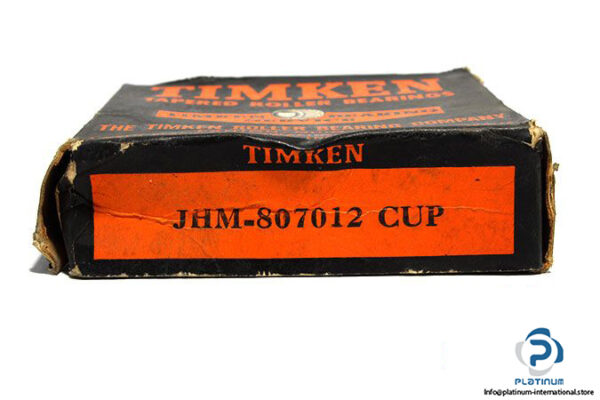 TIMKEN
TAPERED ROLLER BEARINGS
THE TIMKEN ROLLER BEARING COMPANY
TIMKEN
JHM-807012 CUP
PLATINUM
Info@platinum-international.store